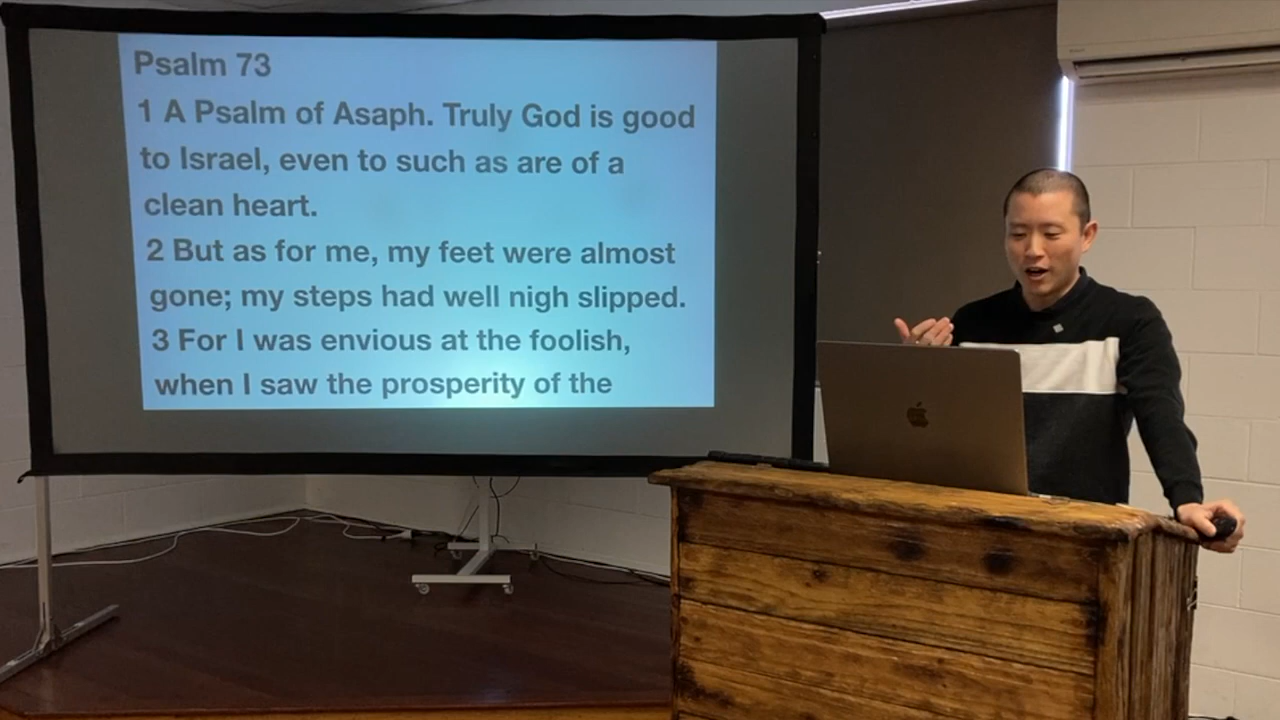 Psalm 73
1 A Psalm of Asaph. Truly God is good
to Israel, even to such as are of a
clean heart.
2 But as for me, my feet were almost
gone; my steps had well nigh slipped.
3 For I was envious at the foolish,
when I saw the prosperity of the